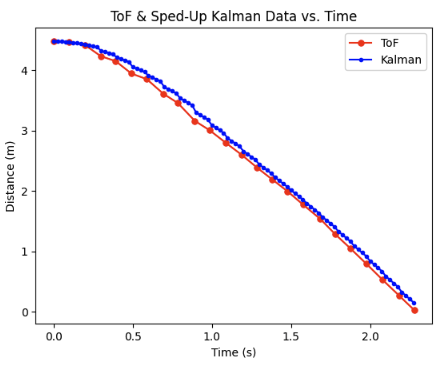 ToF & Sped-Up Kalman Data vs. Time
ToF
Kalman
Distance (m)
4
3
2
1
0
0.0 0.5 1.0 1.5 2.0
Time (s)